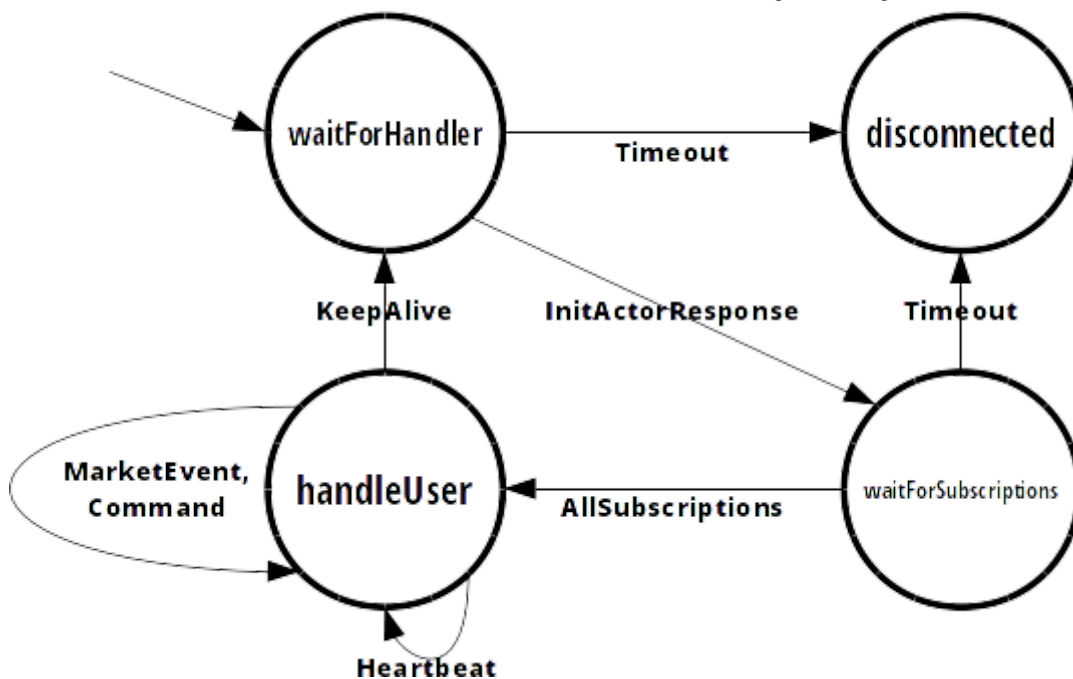 waitForHandler
disconnected
Timeout
KeepAlive
InitActorResponse
Timeout
MarketEvent,
Command
handleUser
waitForSubscriptions
AllSubscriptions
Heartbeat